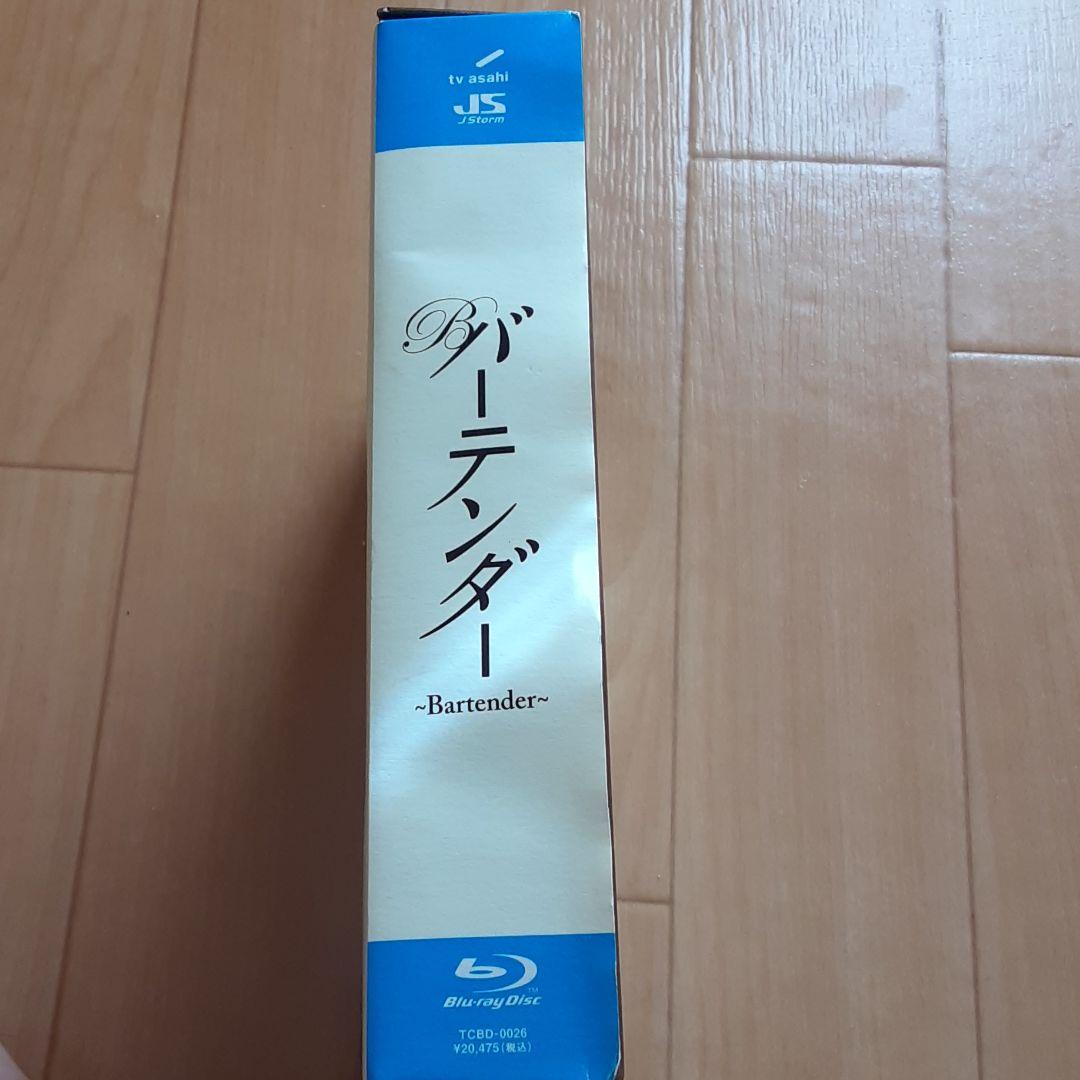 tv asahi
JS
J Storm
B
バーテンダー
~Bartender~
Blu-ray Disc
TM
TCBD-0026
¥20,475(税込)